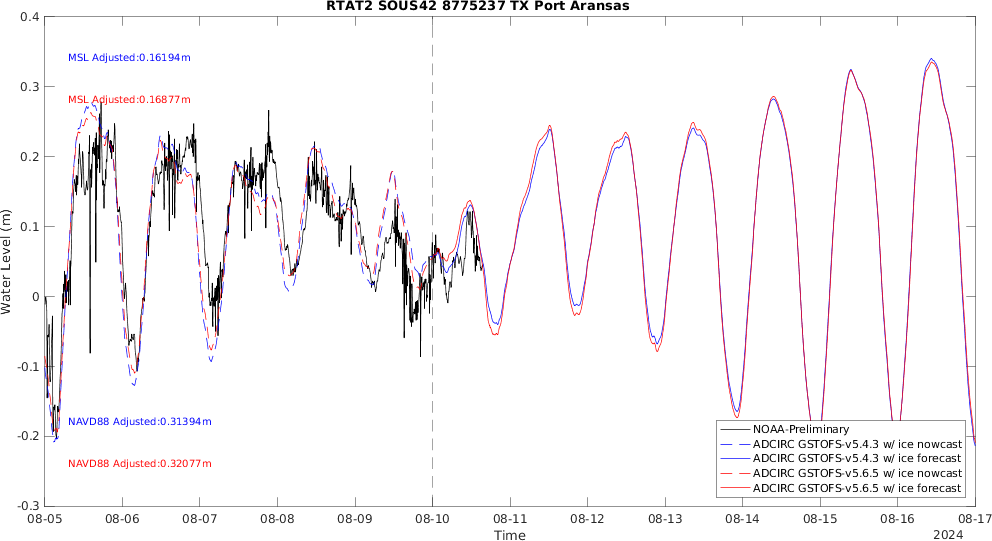 RTAT2 SOUS42 8775237 TX Port Aransas
0.4
0.3
0.2
0.1
0
-0.1
-0.2
-0.3
Water Level (m)
MSL Adjusted:0.16194m
MSL Adjusted:0.16877m
NAVD88 Adjusted:0.31394m
NAVD88 Adjusted:0.32077m
NOAA-Preliminary
ADCIRC GSTOFS-v5.4.3 w/ ice nowcast
ADCIRC GSTOFS-v5.4.3 w/ ice forecast
ADCIRC GSTOFS-v5.6.5 w/ ice nowcast
ADCIRC GSTOFS-v5.6.5 w/ ice forecast
08-05 08-06 08-07 08-08 08-09 08-10 08-11 08-12 08-13 08-14 08-15 08-16 08-17
Time
2024